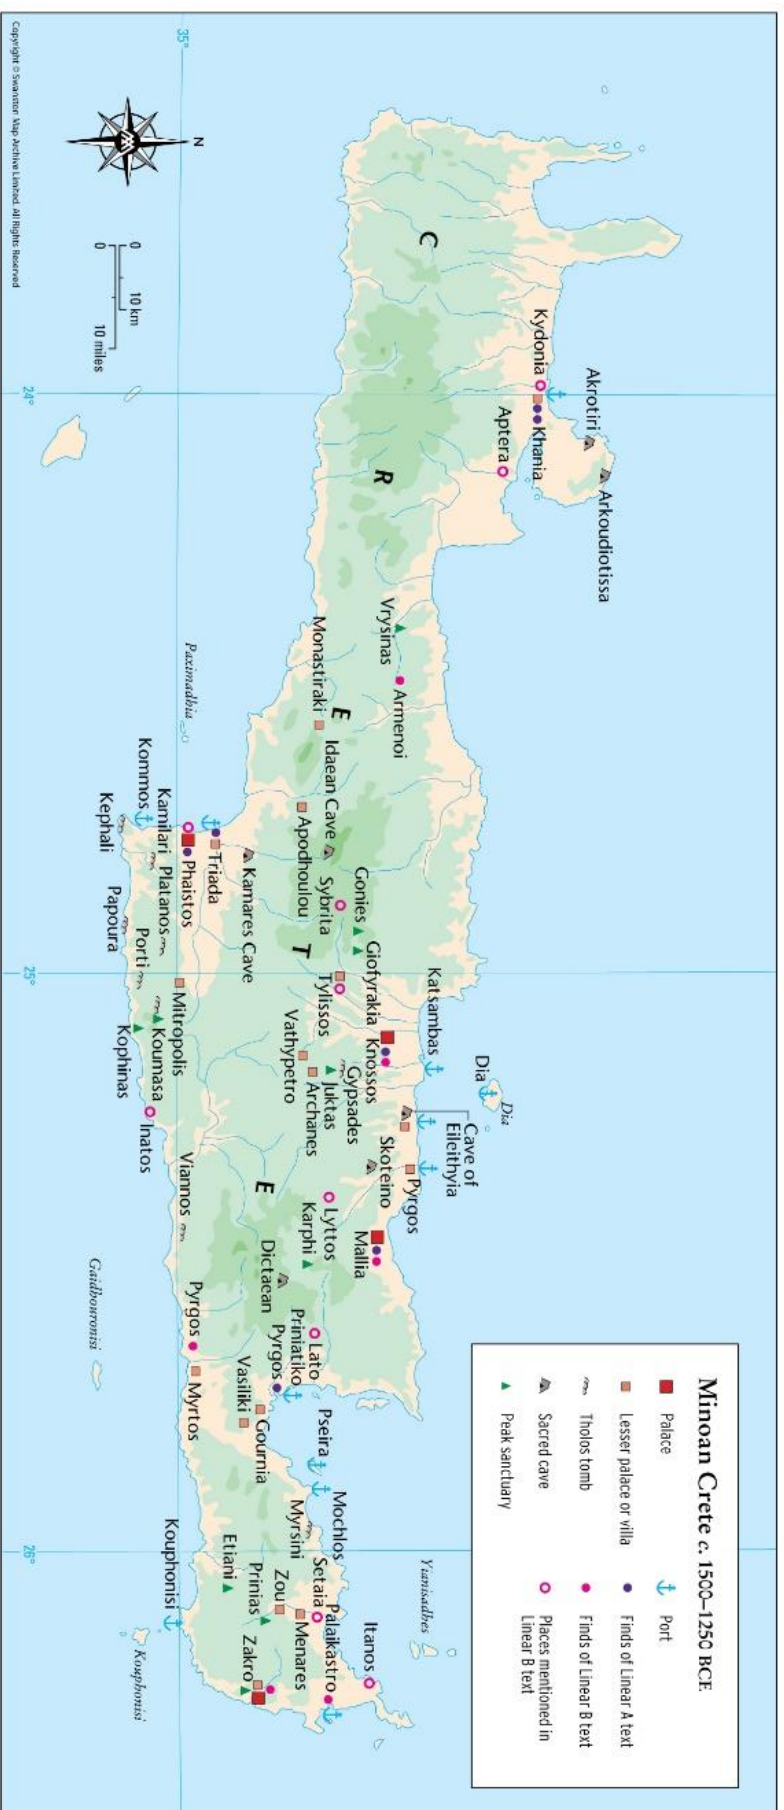 Minoan Crete c. 1500–1250 BCE
Palace
Lesser palace or villa
Tholos tomb
Sacred cave
Peak sanctuary
Port
Finds of Linear A text
Finds of Linear B text
Places mentioned in
Linear B text
C R E T E
Akrotiri
Arkoudiotissa
Kydonia
Khania
Aptera
Vrysinas
Armenoi
Monastiraki
Idaean Cave
Apodhoulou
Sybrita
Gonies
Giofyrakia
Tylissos
Katsambas
Knossos
Gypsades
Juktas
Archanes
Vathypetro
Dia
Dia
Cave of
Eileithyia
Skoteino
Pyrgos
Mallia
Lyttos
Karphi
Dictaean
Lato
Priniatiko
Pyrgos
Vasiliki
Gournia
Pseira
Mochlos
Myrsini
Setaia
Yianisadhes
Itanos
Palaikastro
Menares
Zou
Prinias
Etiani
Zakro
Kouphonisi
Kouphonisi
Paximadhia
Kommos
Kamilari
Kephali
Triada
Phaistos
Kamares Cave
Platanos
Papoura
Porti
Mitropolis
Koumasa
Kophinas
Inatos
Viannos
Pyrgos
Myrtos
Gaidhouronisi
35°
24°
25°
26°
N
0 10 km
0 10 miles
Copyright © Swanston Map Archive Limited. All Rights Reserved